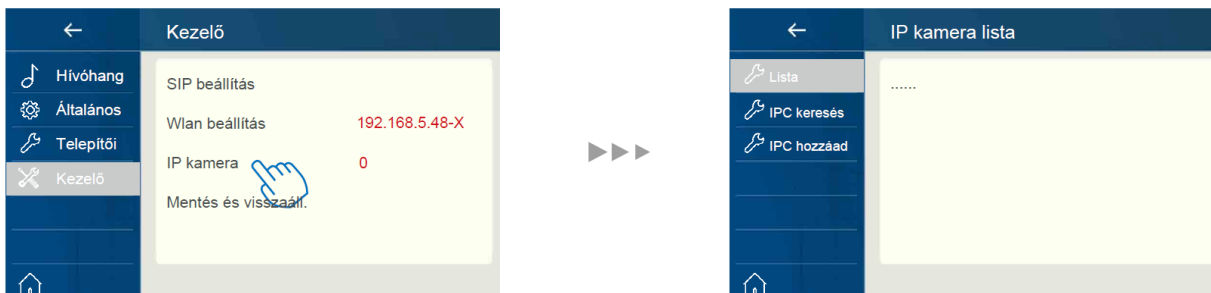 Kezelő
Hívóhang
Általános
Telepítői
Kezelő
SIP beállítás
Wlan beállítás 192.168.5.48-X
IP kamera 0
Mentés és visszaáll.
IP kamera lista
Lista
IPC keresés
IPC hozzáad
......